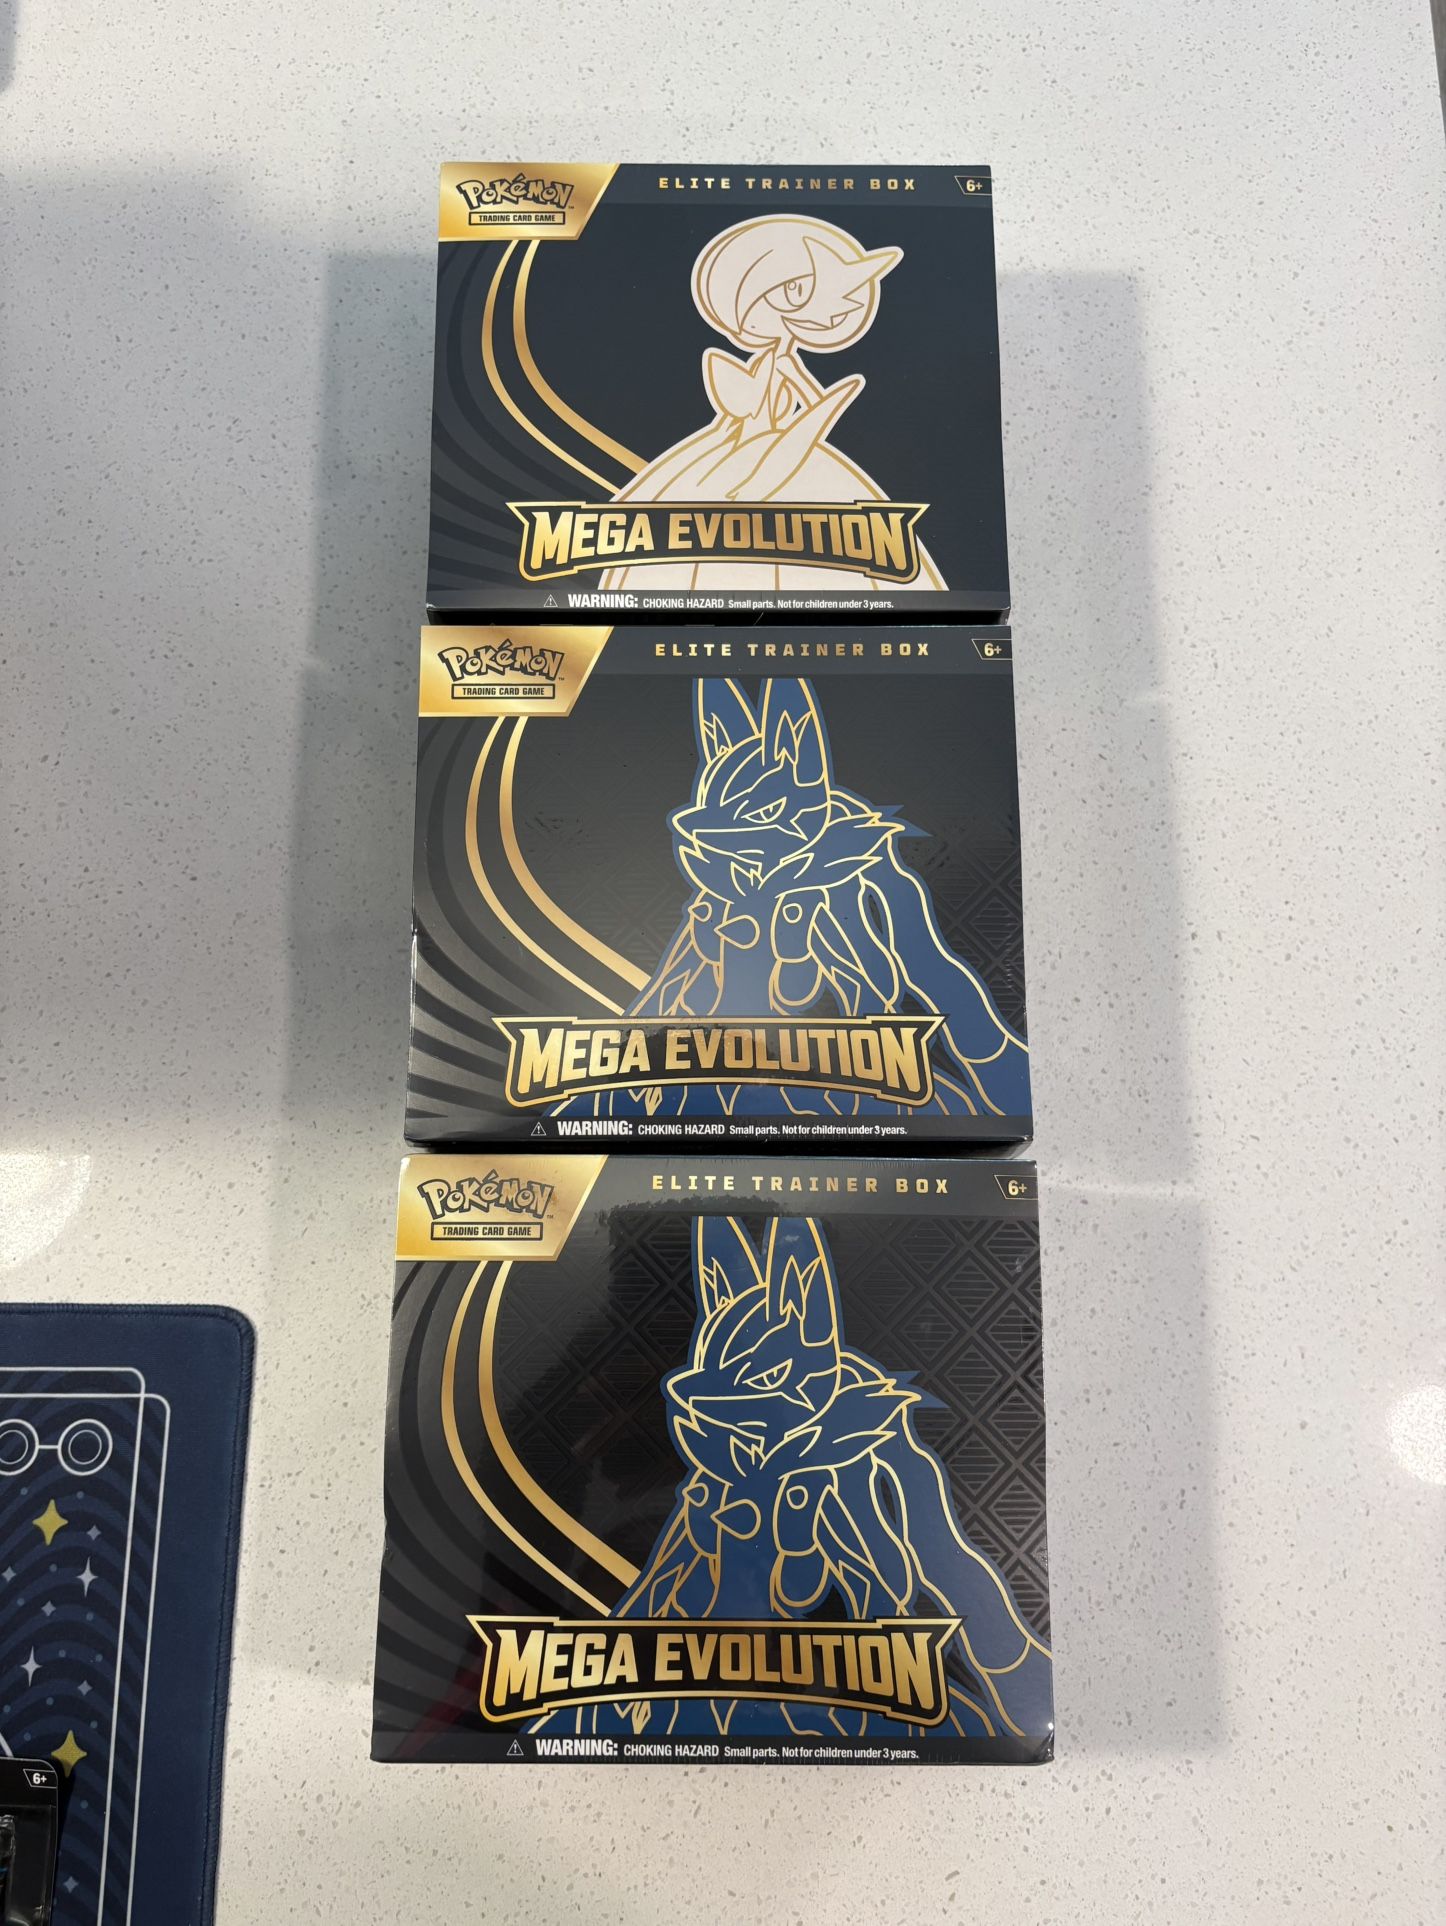 POKÉMON™
TRADING CARD GAME
ELITE TRAINER BOX
6+
MEGA EVOLUTION
WARNING: CHOKING HAZARD Small parts. Not for children under 3 years.
POKÉMON™
TRADING CARD GAME
ELITE TRAINER BOX
6+
MEGA EVOLUTION
WARNING: CHOKING HAZARD Small parts. Not for children under 3 years.
POKÉMON™
TRADING CARD GAME
ELITE TRAINER BOX
6+
MEGA EVOLUTION
WARNING: CHOKING HAZARD Small parts. Not for children under 3 years.
6+